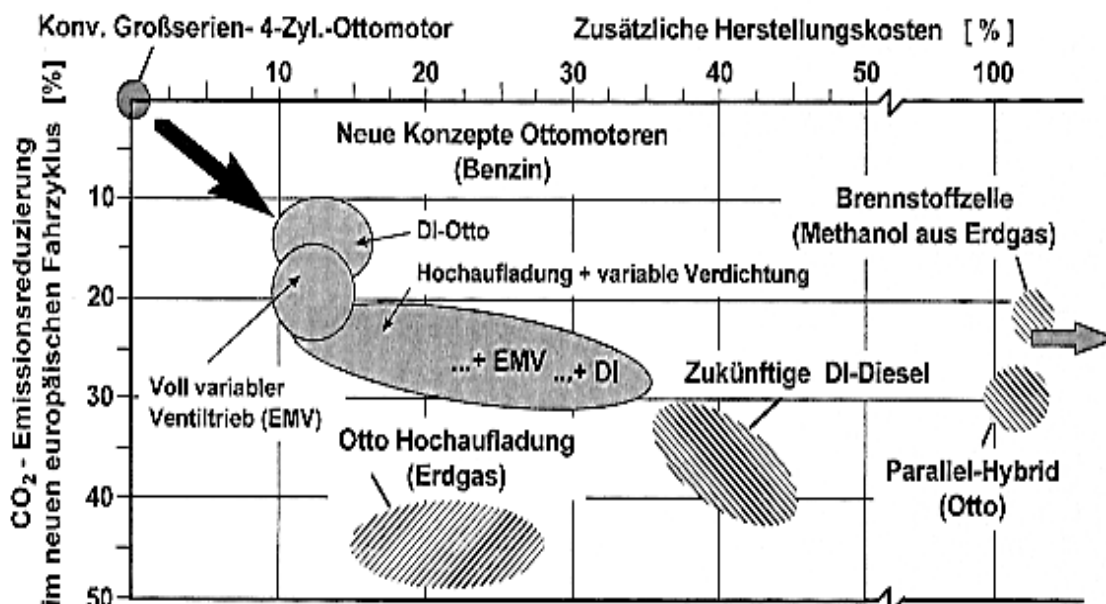 Konv. Großserien- 4-Zyl.-Ottomotor
Zusätzliche Herstellungskosten [ % ]
10 20 30 40 50 100
CO₂ - Emissionsreduzierung
im neuen europäischen Fahrzyklus [%]
Neue Konzepte Ottomotoren
(Benzin)
10
Brennstoffzelle
(Methanol aus Erdgas)
DI-Otto
Hochaufladung + variable Verdichtung
20
...+ EMV ...+ DI
Zukünftige DI-Diesel
Voll variabler
Ventiltrieb (EMV)
30
Otto Hochaufladung
(Erdgas)
Parallel-Hybrid
(Otto)
40
50